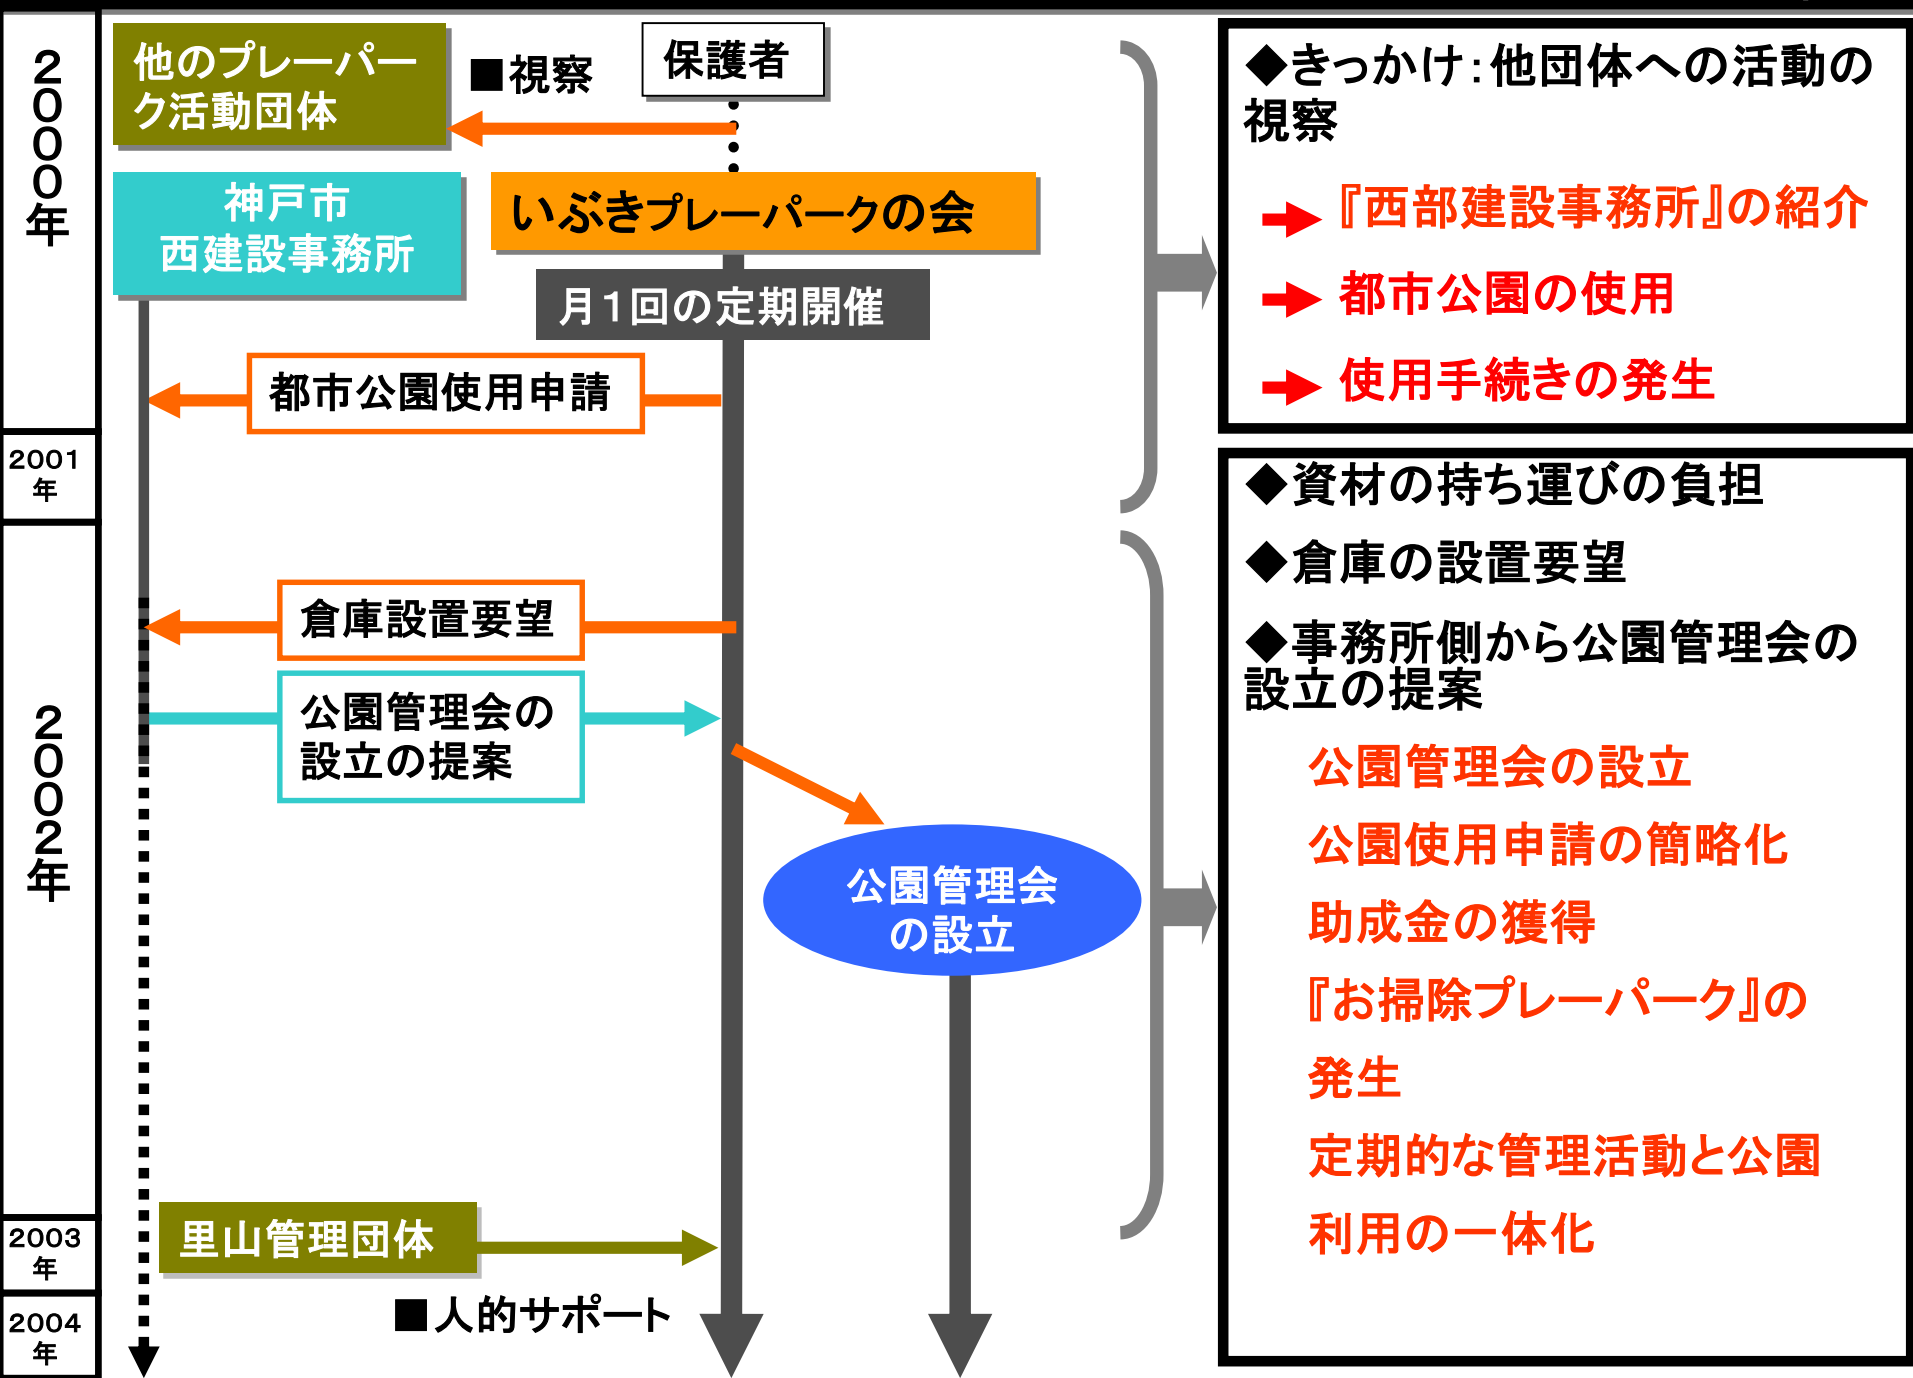 2000年
他のプレーパー
ク活動団体
■視察
保護者
神戸市
西建設事務所
いぶきプレーパークの会
月1回の定期開催
都市公園使用申請
2001
年
2002年
倉庫設置要望
公園管理会の
設立の提案
公園管理会
の設立
2003
年
里山管理団体
■人的サポート
2004
年
◆きっかけ:他団体への活動の
視察
『西部建設事務所』の紹介
都市公園の使用
使用手続きの発生
◆資材の持ち運びの負担
◆倉庫の設置要望
◆事務所側から公園管理会の
設立の提案
公園管理会の設立
公園使用申請の簡略化
助成金の獲得
『お掃除プレーパーク』の
発生
定期的な管理活動と公園
利用の一体化